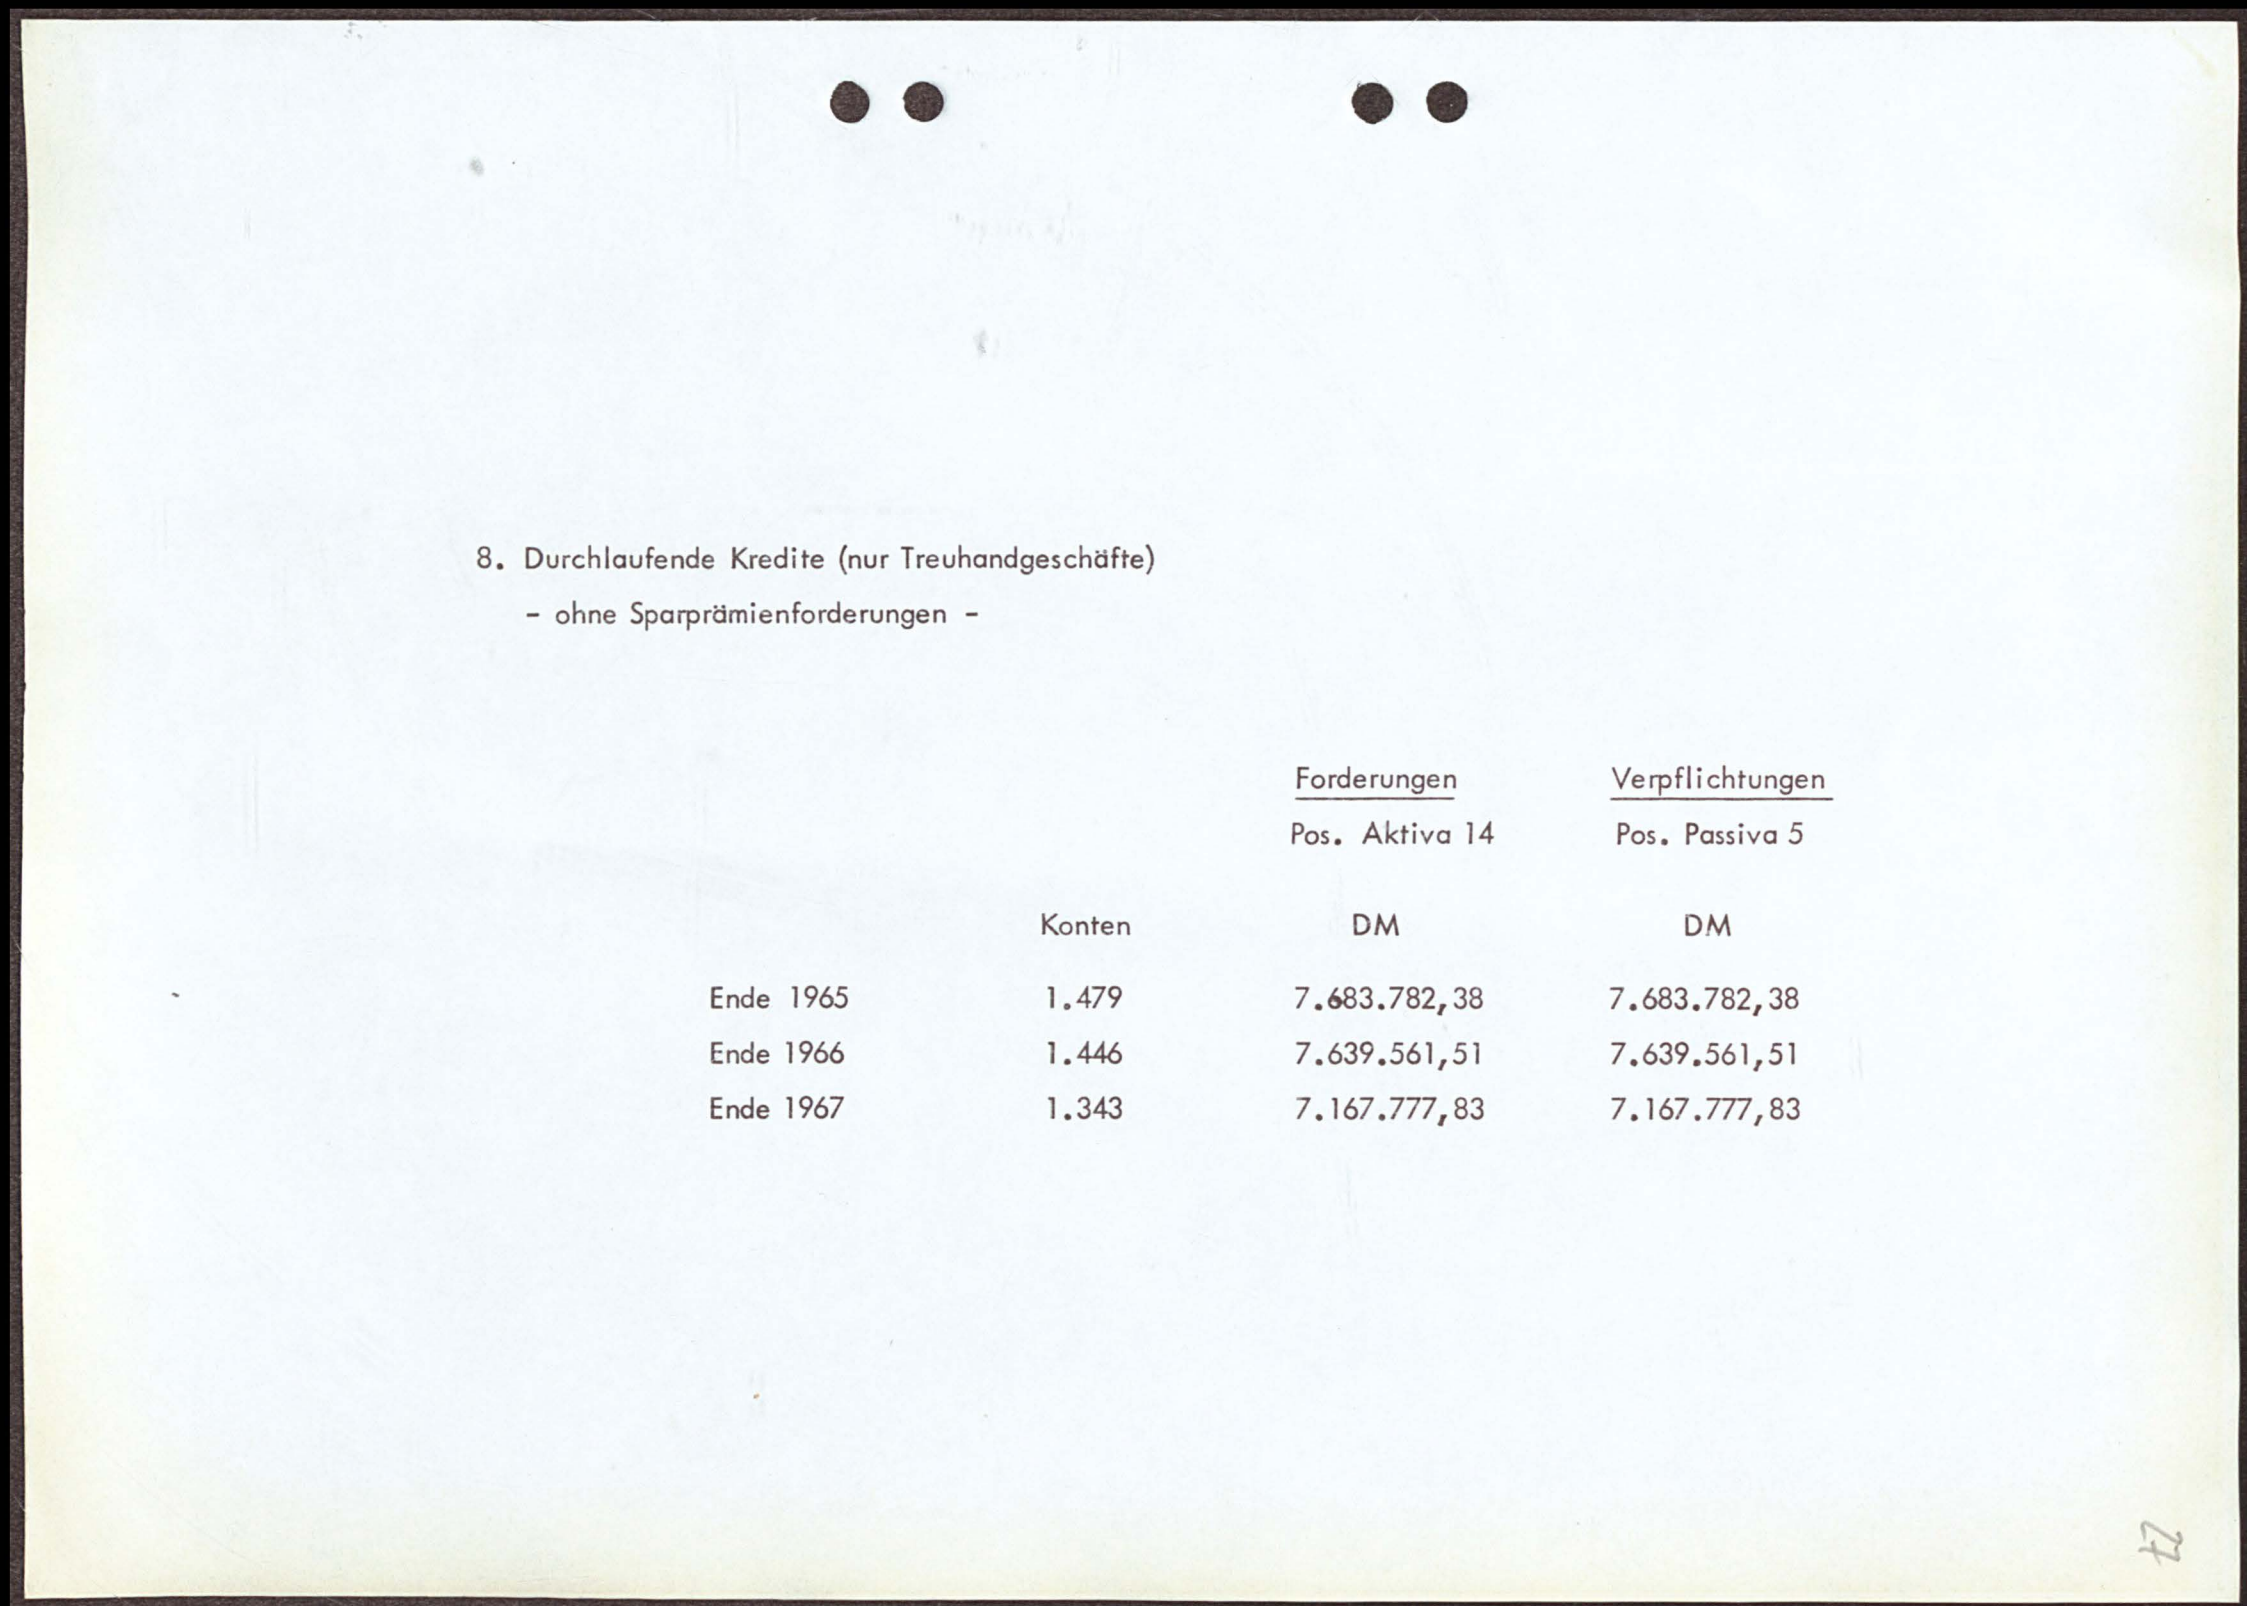 8. Durchlaufende Kredite (nur Treuhandgeschäfte)
- ohne Sparprämienforderungen -
Forderungen Verpflichtungen
Pos. Aktiva 14 Pos. Passiva 5
Konten DM DM
Ende 1965 1.479 7.683.782,38 7.683.782,38
Ende 1966 1.446 7.639.561,51 7.639.561,51
Ende 1967 1.343 7.167.777,83 7.167.777,83
27